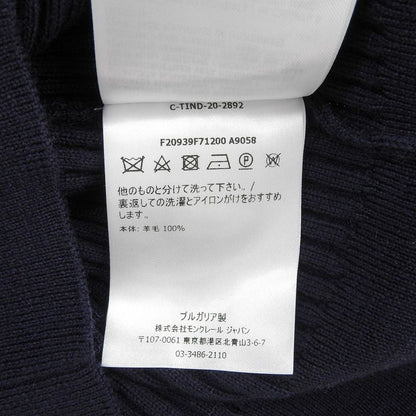 C-TIND-20-2892
F20939F71200 A9058
他のものと分けて洗って下さい。/
裏返しての洗濯とアイロンがけをおすすめ
します。
本体: 羊毛 100%
ブルガリア製
株式会社モンクレール ジャパン
〒107-0061 東京都港区北青山3-6-7
03-3486-2110